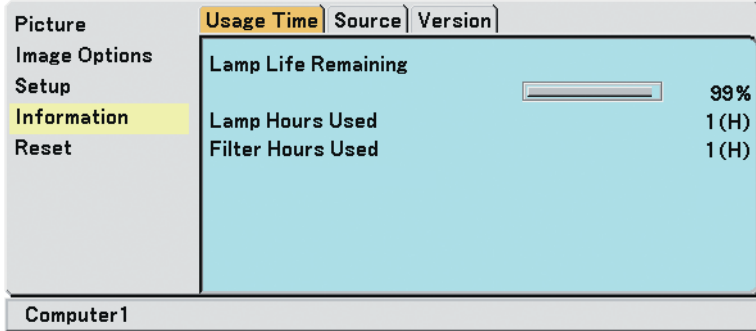 Picture
Image Options
Setup
Information
Reset
Usage Time Source Version
Lamp Life Remaining
99%
Lamp Hours Used 1(H)
Filter Hours Used 1(H)
Computer1